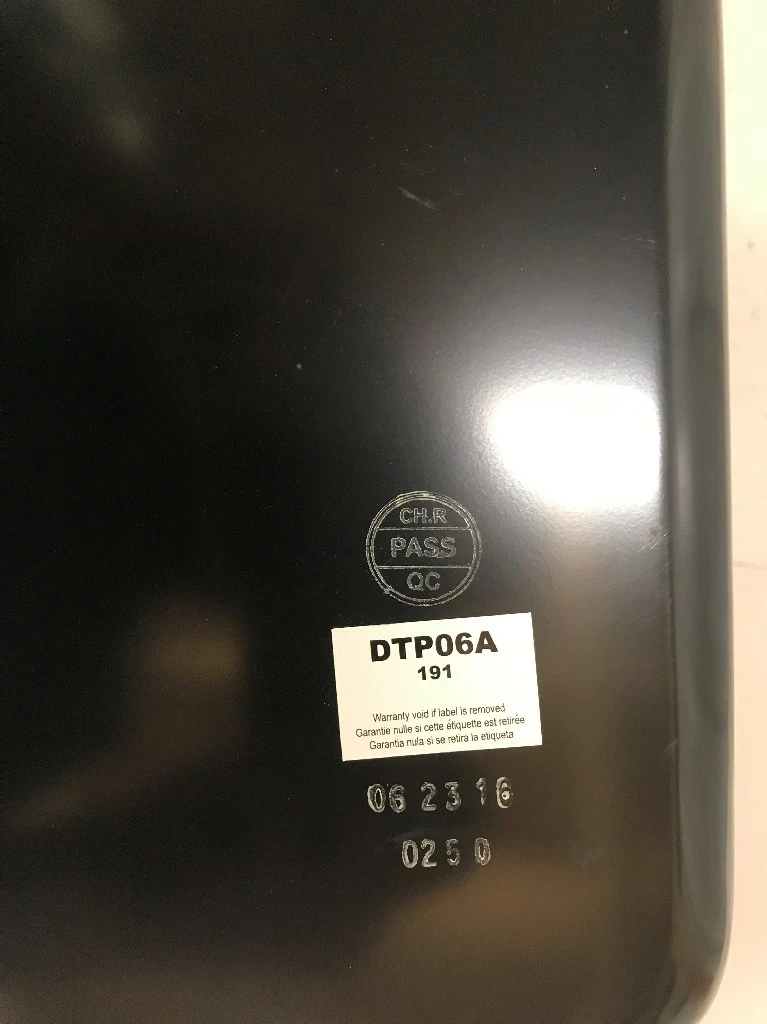 CH.R
PASS
QC
DTP06A
191
Warranty void if label is removed
Garantie nulle si cette étiquette est retirée
Garantia nula si se retira la etiqueta
06 23 16
0250